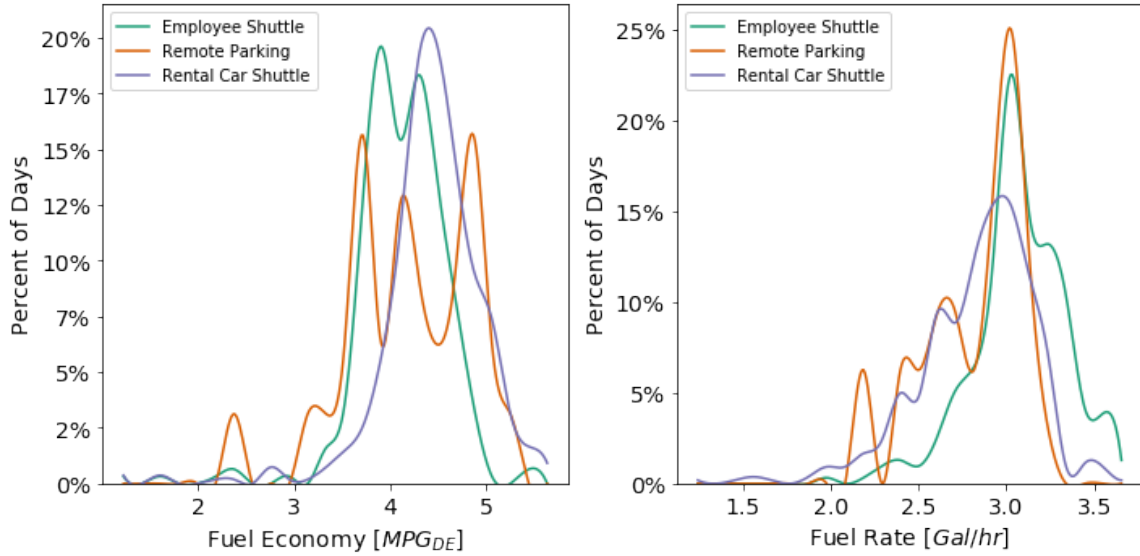 Employee Shuttle
Remote Parking
Rental Car Shuttle
20%
17%
15%
12%
10%
7%
5%
2%
0%
Percent of Days
2 3 4 5
Fuel Economy [MPG_DE]
Employee Shuttle
Remote Parking
Rental Car Shuttle
25%
20%
15%
10%
5%
0%
Percent of Days
1.5 2.0 2.5 3.0 3.5
Fuel Rate [Gal/hr]